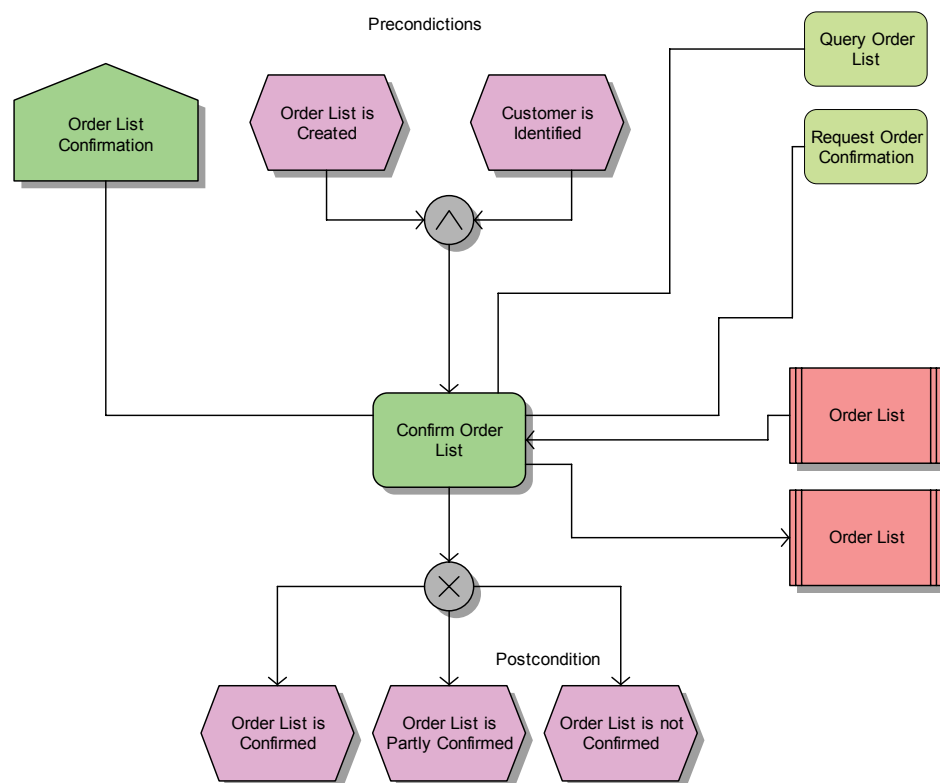 Precondictions
Query Order
List
Order List
Confirmation
Order List is
Created
Customer is
Identified
Request Order
Confirmation
Order List
Confirm Order
List
Order List
Postcondition
Order List is
Confirmed
Order List is
Partly Confirmed
Order List is not
Confirmed